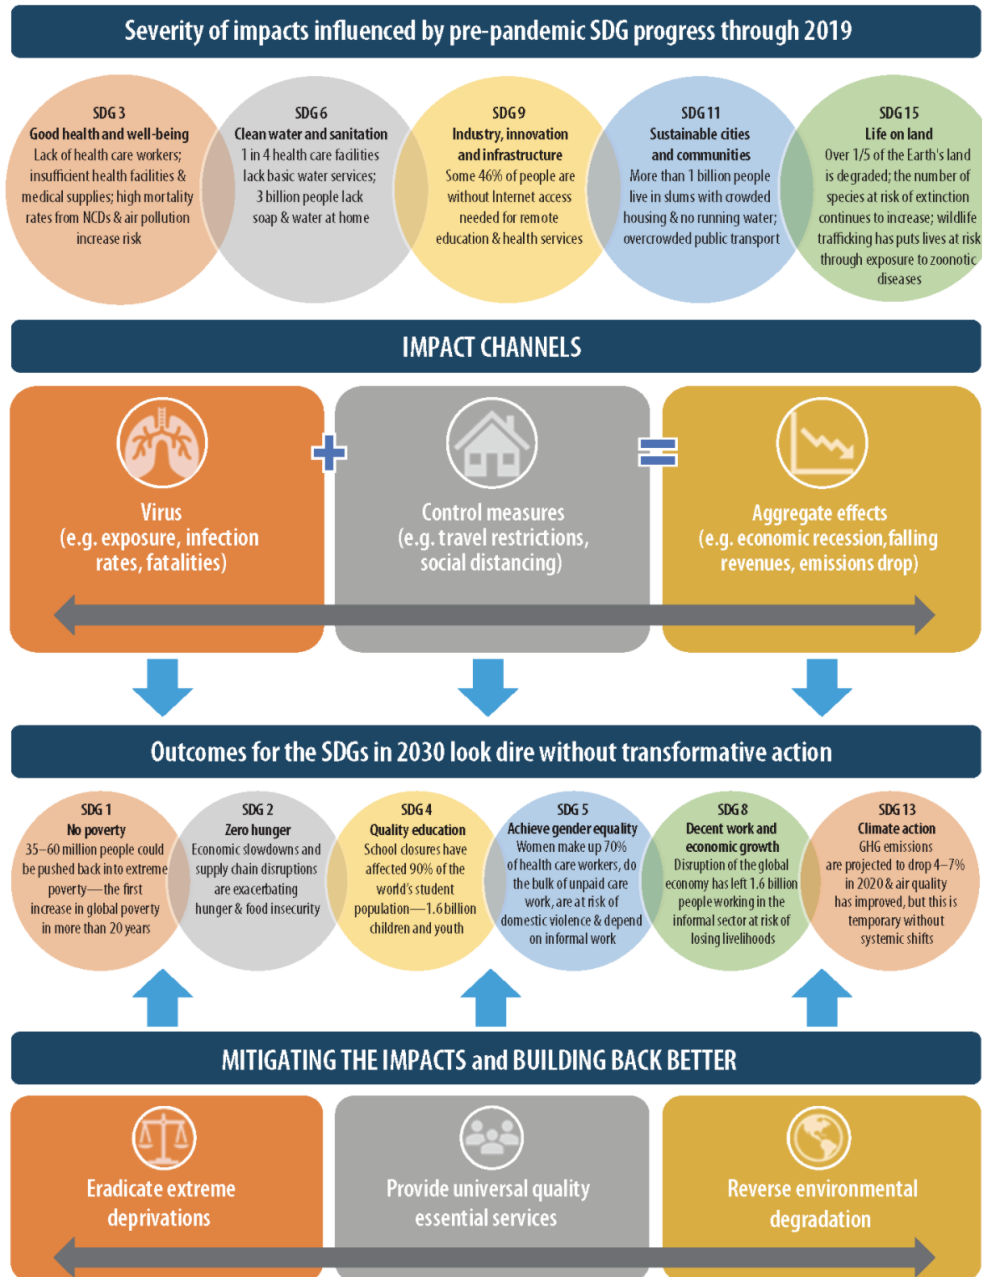 Severity of impacts influenced by pre-pandemic SDG progress through 2019
SDG 3
Good health and well-being
Lack of health care workers;
insufficient health facilities &
medical supplies; high mortality
rates from NCDs & air pollution
increase risk
SDG 6
Clean water and sanitation
1 in 4 health care facilities
lack basic water services;
3 billion people lack
soap & water at home
SDG 9
Industry, innovation
and infrastructure
Some 46% of people are
without Internet access
needed for remote
education & health services
SDG 11
Sustainable cities
and communities
More than 1 billion people
live in slums with crowded
housing & no running water;
overcrowded public transport
SDG 15
Life on land
Over 1/5 of the Earth's land
is degraded; the number of
species at risk of extinction
continues to increase; wildlife
trafficking has puts lives at risk
through exposure to zoonotic
diseases
IMPACT CHANNELS
Virus
(e.g. exposure, infection
rates, fatalities)
Control measures
(e.g. travel restrictions,
social distancing)
Aggregate effects
(e.g. economic recession, falling
revenues, emissions drop)
Outcomes for the SDGs in 2030 look dire without transformative action
SDG 1
No poverty
35–60 million people could
be pushed back into extreme
poverty—the first
increase in global poverty
in more than 20 years
SDG 2
Zero hunger
Economic slowdowns and
supply chain disruptions
are exacerbating
hunger & food insecurity
SDG 4
Quality education
School closures have
affected 90% of the
world's student
population—1.6 billion
children and youth
SDG 5
Achieve gender equality
Women make up 70%
of health care workers, do
the bulk of unpaid care
work, are at risk of
domestic violence & depend
on informal work
SDG 8
Decent work and
economic growth
Disruption of the global
economy has left 1.6 billion
people working in the
informal sector at risk of
losing livelihoods
SDG 13
Climate action
GHG emissions
are projected to drop 4–7%
in 2020 & air quality
has improved, but this is
temporary without
systemic shifts
MITIGATING THE IMPACTS and BUILDING BACK BETTER
Eradicate extreme
deprivations
Provide universal quality
essential services
Reverse environmental
degradation